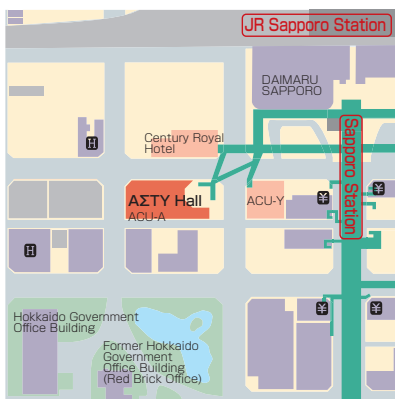 JR Sapporo Station
DAIMARU
SAPPORO
H
Century Royal
Hotel
Sapporo Station
AΣTY Hall
ACU-A
ACU-Y
¥
¥
H
Hokkaido Government
Office Building
Former Hokkaido
Government
Office Building
(Red Brick Office)
¥
¥